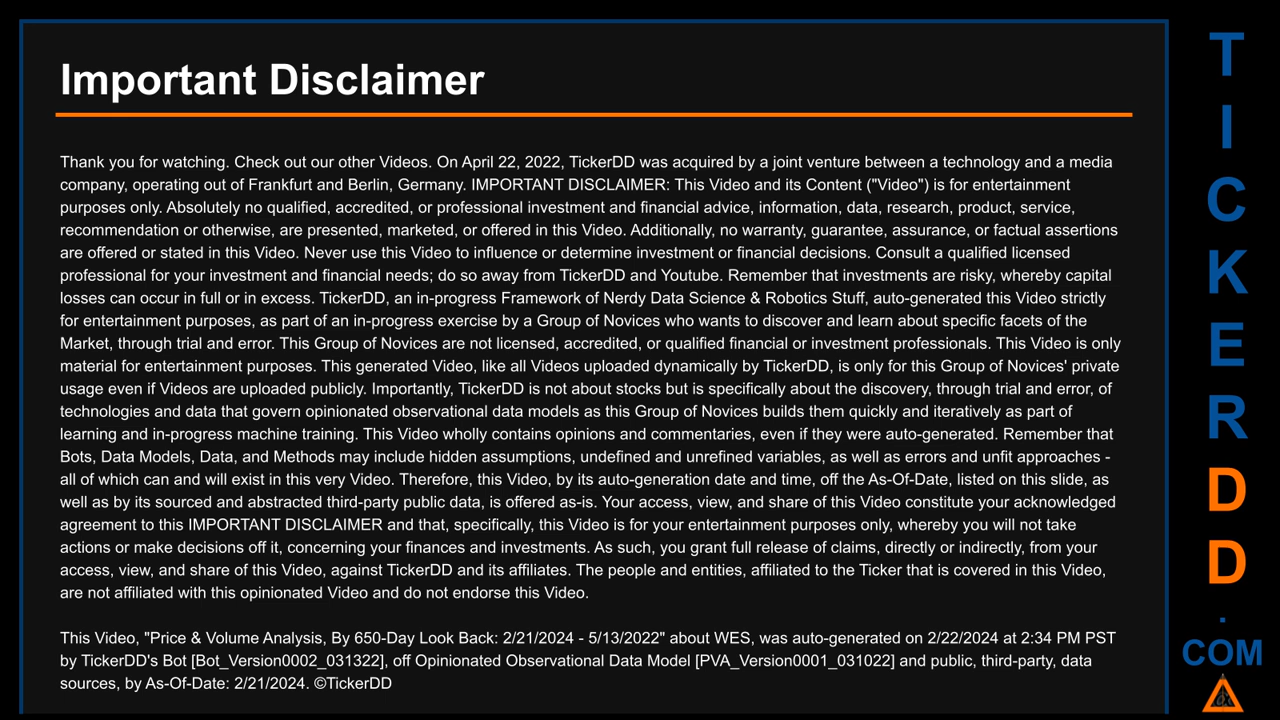 Important Disclaimer
Thank you for watching. Check out our other Videos. On April 22, 2022, TickerDD was acquired by a joint venture between a technology and a media
company, operating out of Frankfurt and Berlin, Germany. IMPORTANT DISCLAIMER: This Video and its Content ("Video") is for entertainment
purposes only. Absolutely no qualified, accredited, or professional investment and financial advice, information, data, research, product, service,
recommendation or otherwise, are presented, marketed, or offered in this Video. Additionally, no warranty, guarantee, assurance, or factual assertions
are offered or stated in this Video. Never use this Video to influence or determine investment or financial decisions. Consult a qualified licensed
professional for your investment and financial needs; do so away from TickerDD and Youtube. Remember that investments are risky, whereby capital
losses can occur in full or in excess. TickerDD, an in-progress Framework of Nerdy Data Science & Robotics Stuff, auto-generated this Video strictly
for entertainment purposes, as part of an in-progress exercise by a Group of Novices who wants to discover and learn about specific facets of the
Market, through trial and error. This Group of Novices are not licensed, accredited, or qualified financial or investment professionals. This Video is only
material for entertainment purposes. This generated Video, like all Videos uploaded dynamically by TickerDD, is only for this Group of Novices' private
usage even if Videos are uploaded publicly. Importantly, TickerDD is not about stocks but is specifically about the discovery, through trial and error, of
technologies and data that govern opinionated observational data models as this Group of Novices builds them quickly and iteratively as part of
learning and in-progress machine training. This Video wholly contains opinions and commentaries, even if they were auto-generated. Remember that
Bots, Data Models, Data, and Methods may include hidden assumptions, undefined and unrefined variables, as well as errors and unfit approaches -
all of which can and will exist in this very Video. Therefore, this Video, by its auto-generation date and time, off the As-Of-Date, listed on this slide, as
well as by its sourced and abstracted third-party public data, is offered as-is. Your access, view, and share of this Video constitute your acknowledged
agreement to this IMPORTANT DISCLAIMER and that, specifically, this Video is for your entertainment purposes only, whereby you will not take
actions or make decisions off it, concerning your finances and investments. As such, you grant full release of claims, directly or indirectly, from your
access, view, and share of this Video, against TickerDD and its affiliates. The people and entities, affiliated to the Ticker that is covered in this Video,
are not affiliated with this opinionated Video and do not endorse this Video.
This Video, "Price & Volume Analysis, By 650-Day Look Back: 2/21/2024 - 5/13/2022" about WES, was auto-generated on 2/22/2024 at 2:34 PM PST
by TickerDD's Bot [Bot_Version0002_031322], off Opinionated Observational Data Model [PVA_Version0001_031022] and public, third-party, data
sources, by As-Of-Date: 2/21/2024. ©TickerDD
T
I
C
K
E
R
D
D
.
COM